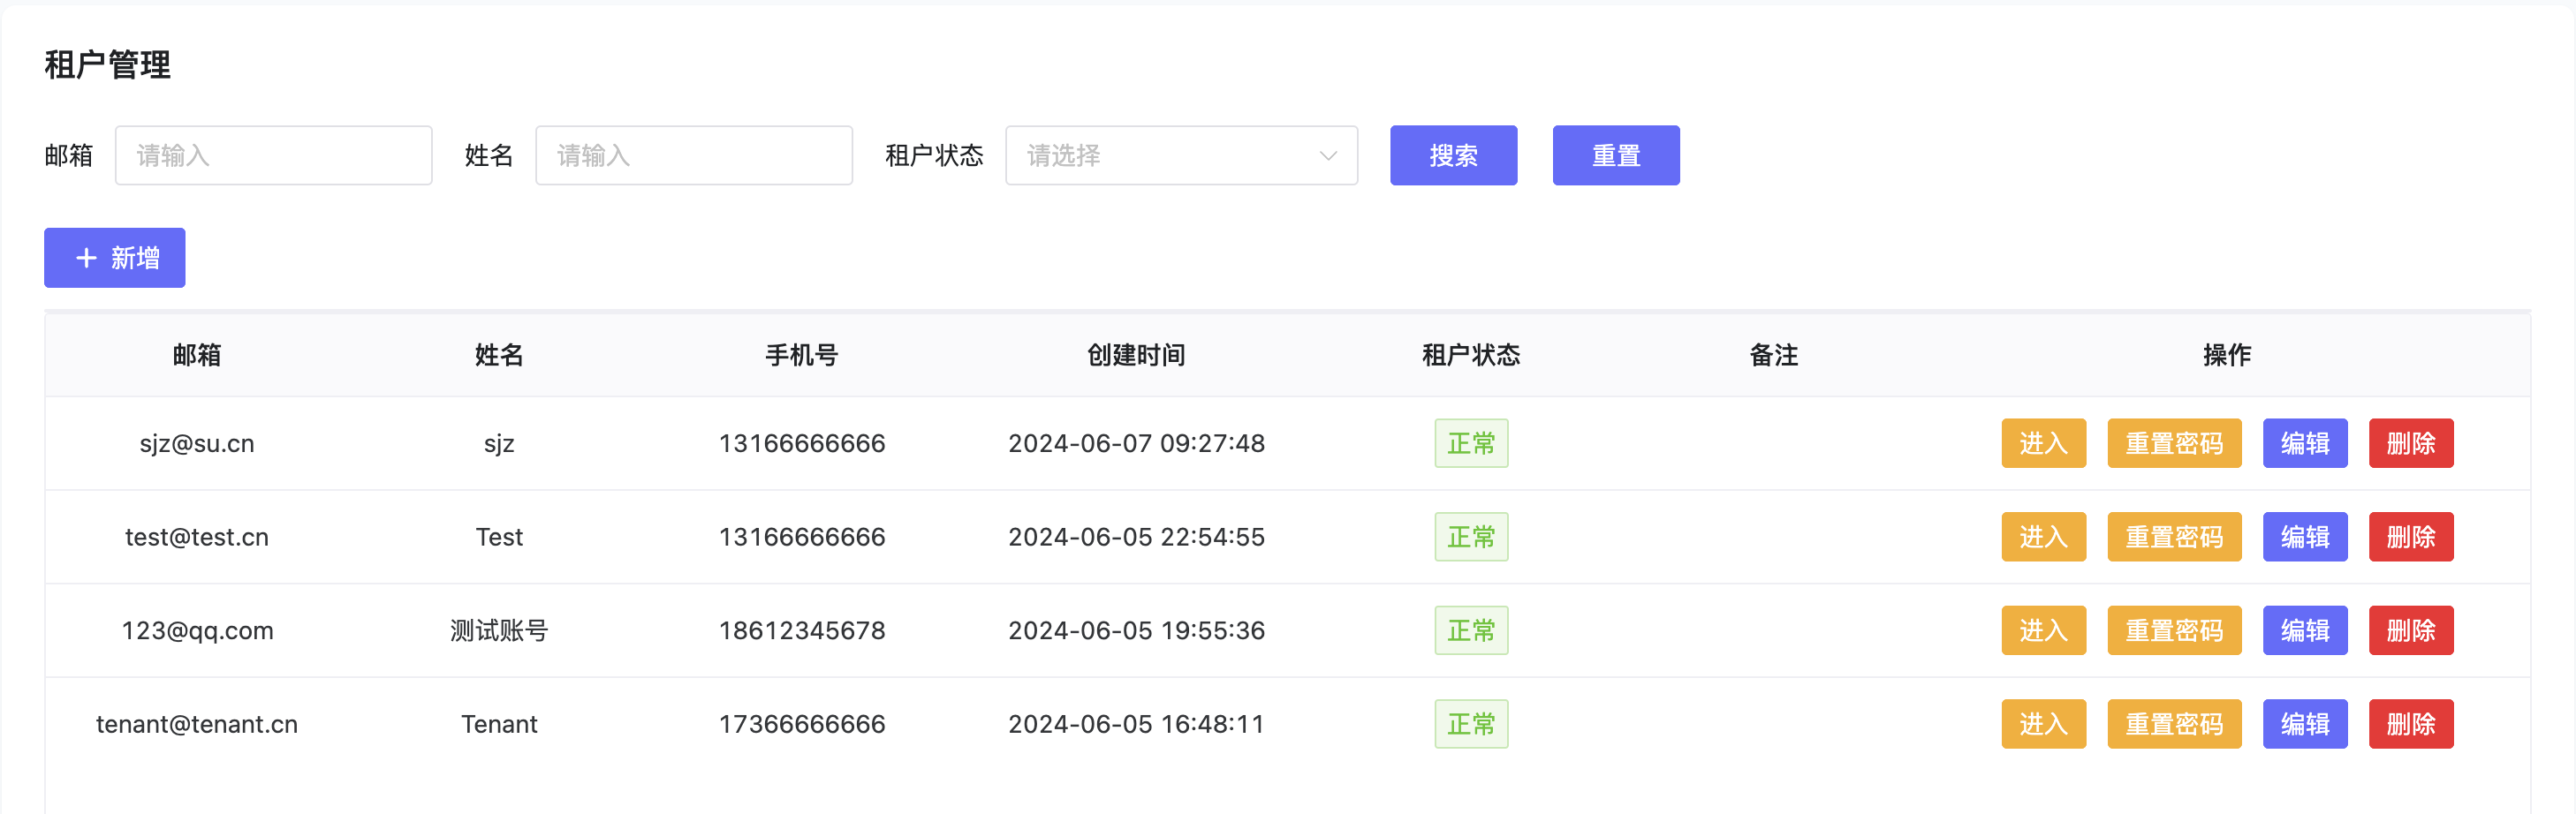 租户管理
邮箱 请输入 姓名 请输入 租户状态 请选择 搜索 重置
+ 新增
邮箱 姓名 手机号 创建时间 租户状态 备注 操作
sjz@su.cn sjz 13166666666 2024-06-07 09:27:48 正常 进入 重置密码 编辑 删除
test@test.cn Test 13166666666 2024-06-05 22:54:55 正常 进入 重置密码 编辑 删除
123@qq.com 测试账号 18612345678 2024-06-05 19:55:36 正常 进入 重置密码 编辑 删除
tenant@tenant.cn Tenant 17366666666 2024-06-05 16:48:11 正常 进入 重置密码 编辑 删除